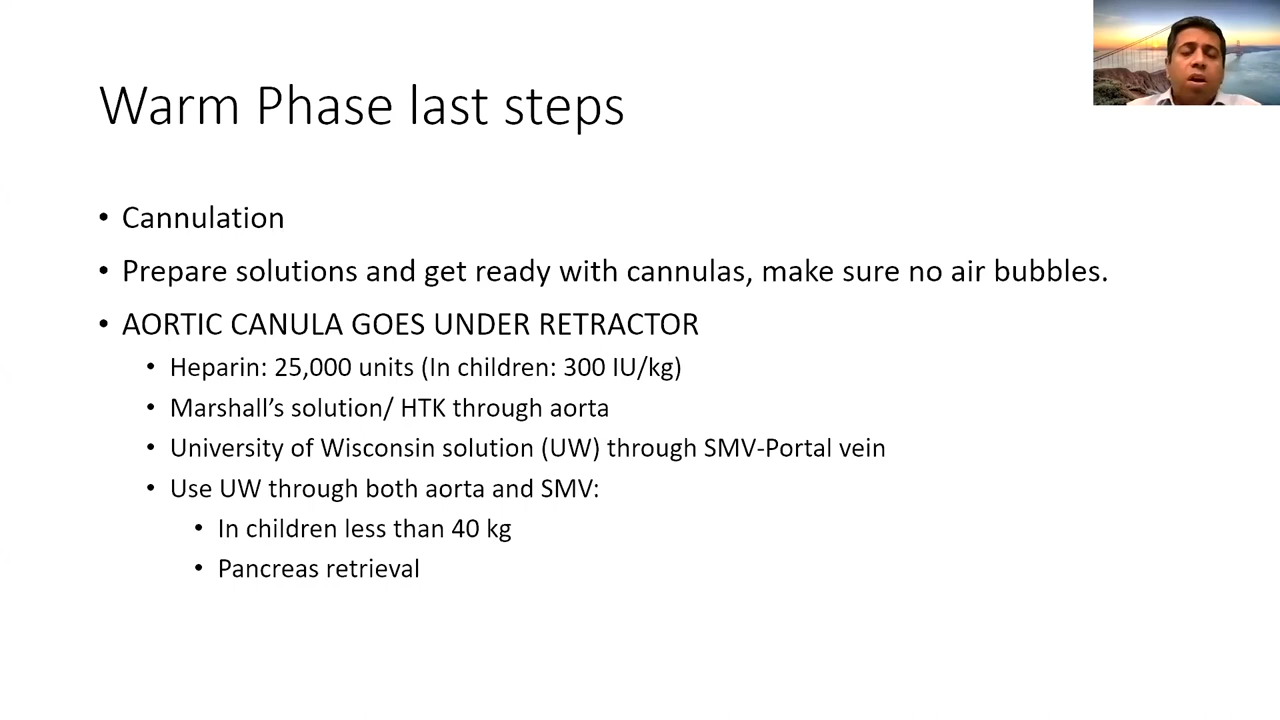 Warm Phase last steps
• Cannulation
• Prepare solutions and get ready with cannulas, make sure no air bubbles.
• AORTIC CANULA GOES UNDER RETRACTOR
• Heparin: 25,000 units (In children: 300 IU/kg)
• Marshall’s solution/ HTK through aorta
• University of Wisconsin solution (UW) through SMV-Portal vein
• Use UW through both aorta and SMV:
• In children less than 40 kg
• Pancreas retrieval